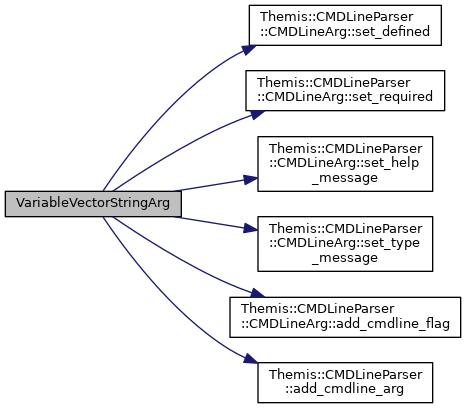 Themis::CMDLineParser
::CMDLineArg::set_defined
Themis::CMDLineParser
::CMDLineArg::set_required
Themis::CMDLineParser
::CMDLineArg::set_help
_message
VariableVectorStringArg
Themis::CMDLineParser
::CMDLineArg::set_type
_message
Themis::CMDLineParser
::CMDLineArg::add_cmdline_flag
Themis::CMDLineParser
::add_cmdline_arg